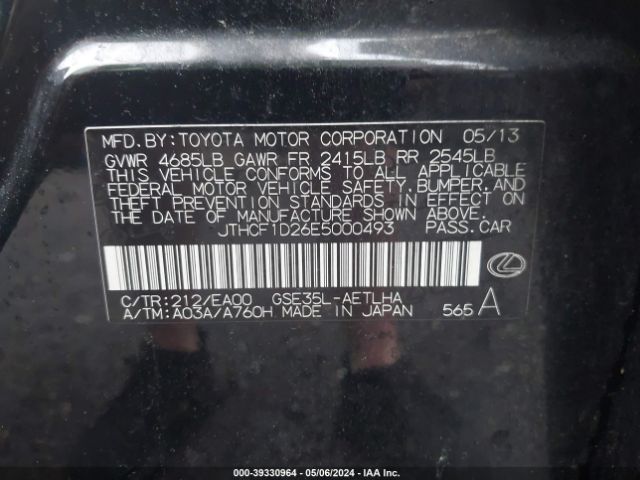 MFD. BY: TOYOTA MOTOR CORPORATION 05/13
GVWR 4685LB GAWR FR 2415LB RR 2545LB
THIS VEHICLE CONFORMS TO ALL APPLICABLE
FEDERAL MOTOR VEHICLE SAFETY, BUMPER, AND
THEFT PREVENTION STANDARDS IN EFFECT ON
THE DATE OF MANUFACTURE SHOWN ABOVE.
JTHCF1D26E5000493 PASS. CAR
C/TR: 212/EA00 GSE35L-AETLHA
A/TM: A03A/A760H MADE IN JAPAN 565 A
000-39330964 - 05/06/2024 - IAA Inc.